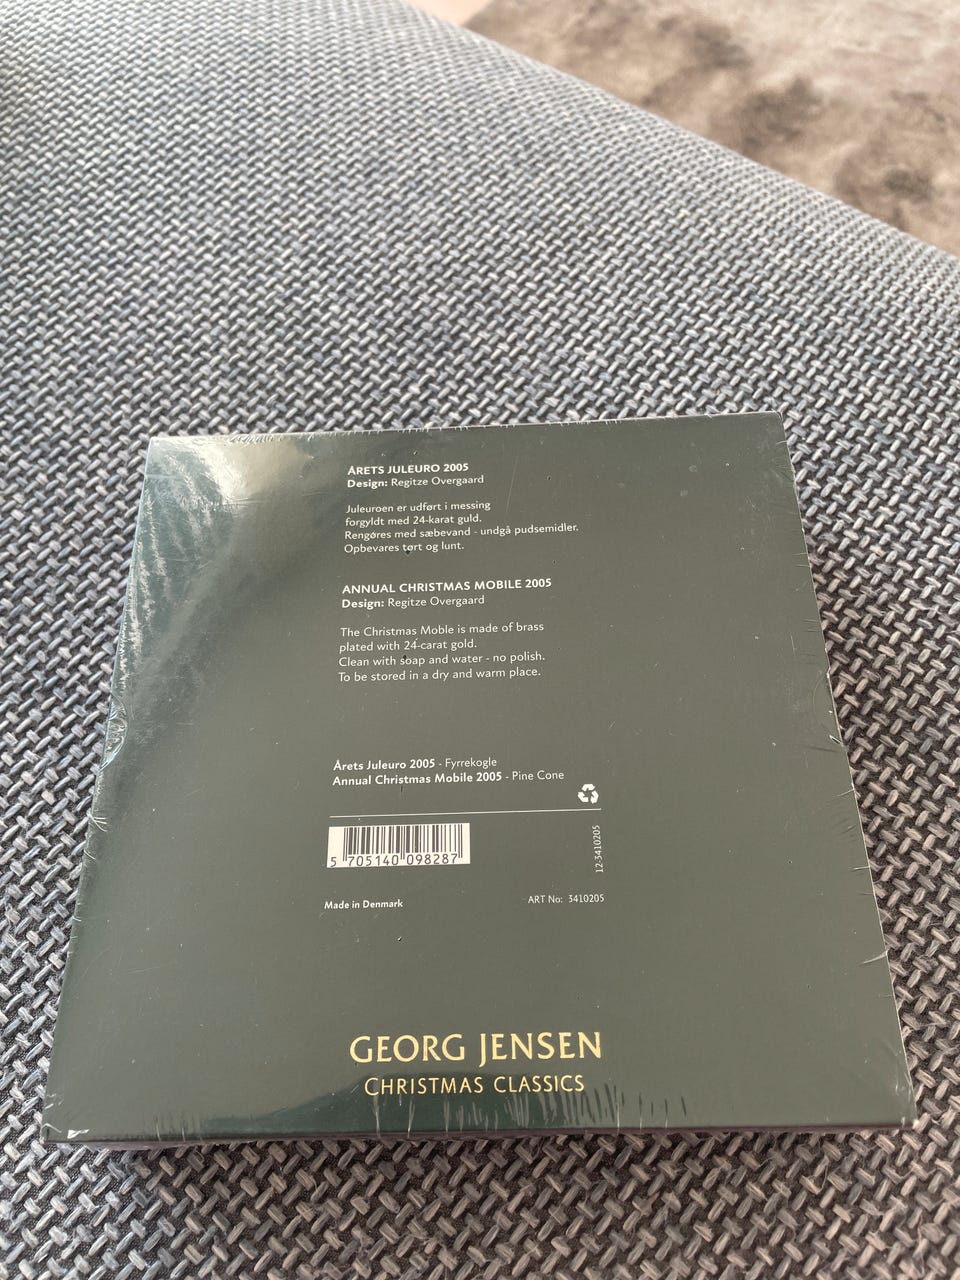 ÅRETS JULEURO 2005
Design: Regitze Overgaard
Juleuroen er udført i messing
forgyldt med 24-karat guld.
Rengøres med sæbevand - undgå pudsemidler.
Opbevares tørt og lunt.
ANNUAL CHRISTMAS MOBILE 2005
Design: Regitze Overgaard
The Christmas Moble is made of brass
plated with 24-carat gold.
Clean with soap and water - no polish.
To be stored in a dry and warm place.
Årets Juleuro 2005 - Fyrrekogle
Annual Christmas Mobile 2005 - Pine Cone
5 705140 098287
12-3410205
Made in Denmark
ART No: 3410205
GEORG JENSEN
CHRISTMAS CLASSICS